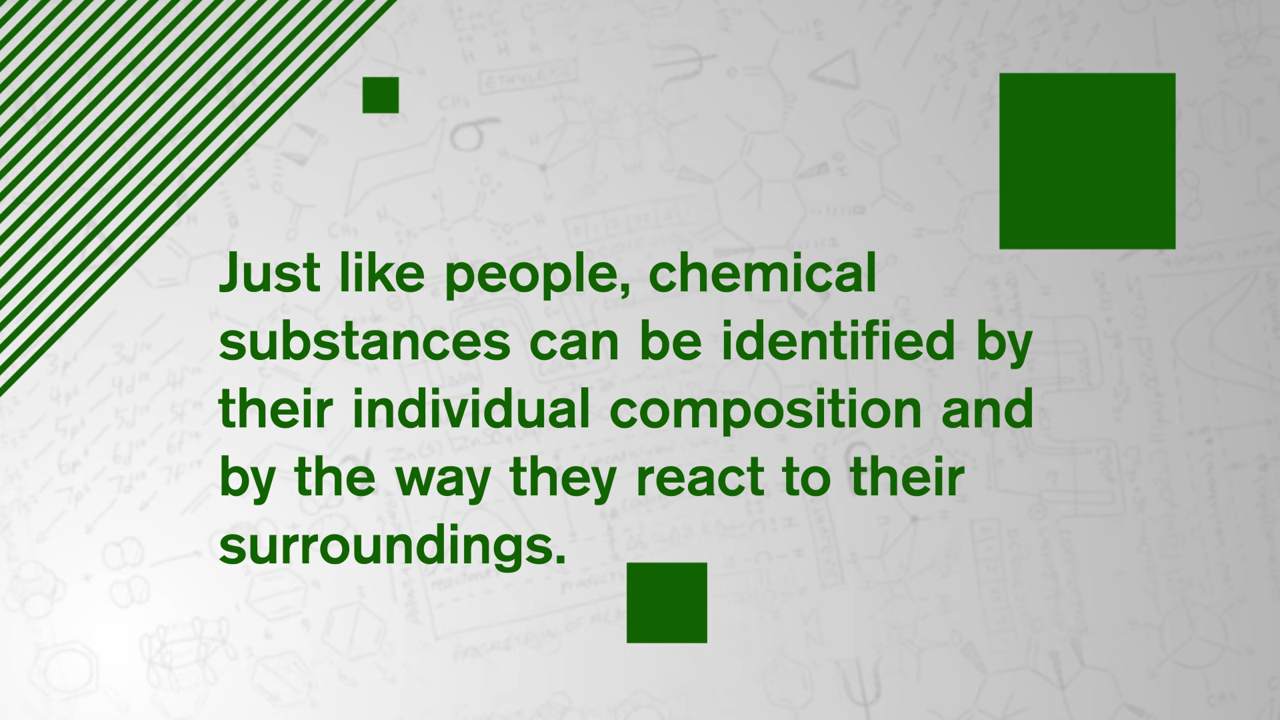 Just like people, chemical
substances can be identified by
their individual composition and
by the way they react to their
surroundings.